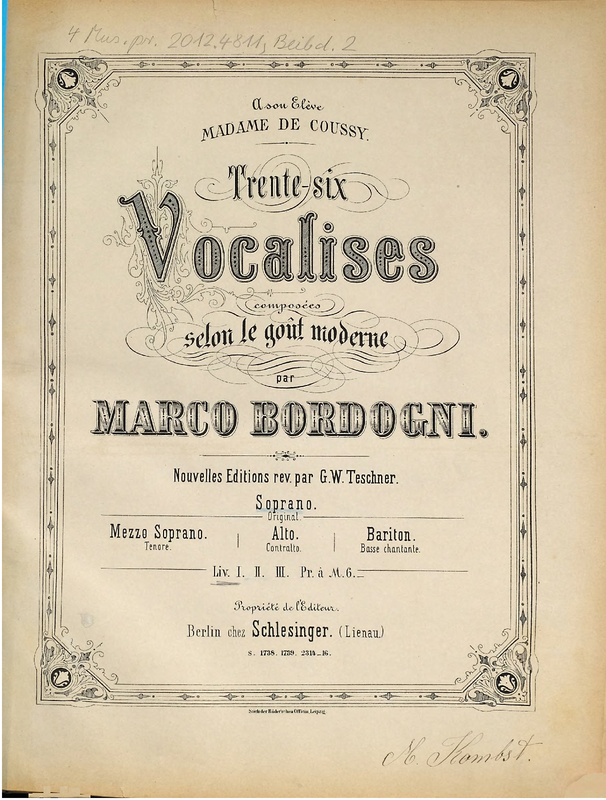 4 Mus. pr. 2012.4811, Beibd. 2
A son Elève
MADAME DE COUSSY.
Trente-six
Vocalises
composées
selon le goût moderne
par
MARCO BORDOGNI.
Nouvelles Editions rev. par G.W. Teschner.
Soprano.
Original.
Mezzo Soprano. Alto. Bariton.
Tenore. Contralto. Basse chantante.
Liv. I. II. III. Pr. à M. 6._
Propriété de l'Editeur.
Berlin chez Schlesinger. (Lienau.)
S. 1738. 1739. 2314_16.
Leipzig.